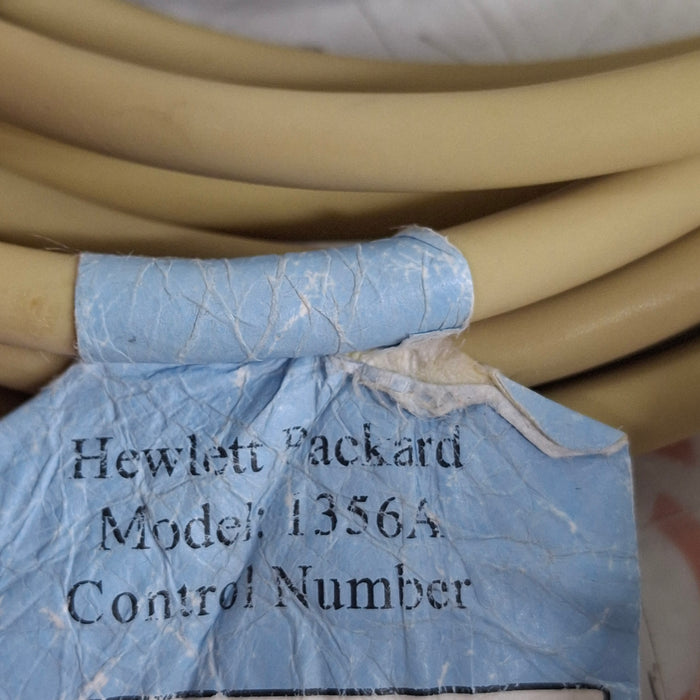 Hewlett Packard
Model: 1356A
Control Number